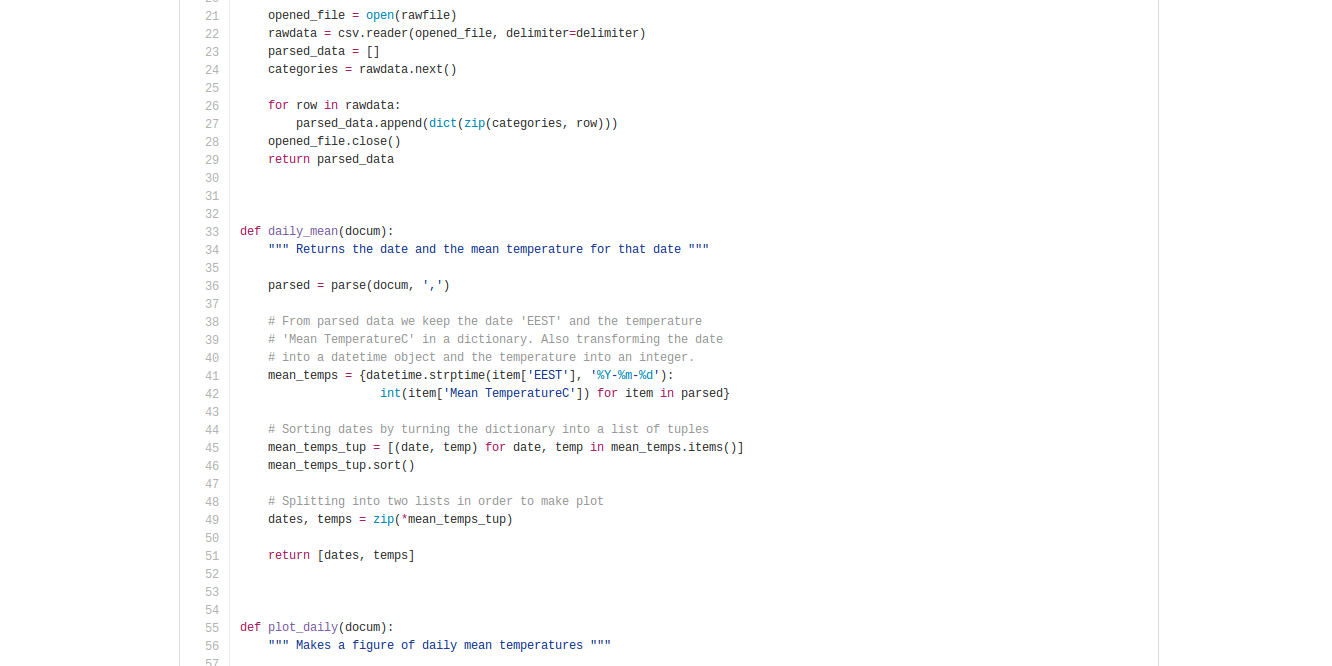 21     opened_file = open(rawfile)
22     rawdata = csv.reader(opened_file, delimiter=delimiter)
23     parsed_data = []
24     categories = rawdata.next()
25
26     for row in rawdata:
27         parsed_data.append(dict(zip(categories, row)))
28     opened_file.close()
29     return parsed_data
30
31
32
33 def daily_mean(docum):
34     """ Returns the date and the mean temperature for that date """
35
36     parsed = parse(docum, ',')
37
38     # From parsed data we keep the date 'EEST' and the temperature
39     # 'Mean TemperatureC' in a dictionary. Also transforming the date
40     # into a datetime object and the temperature into an integer.
41     mean_temps = {datetime.strptime(item['EEST'], '%Y-%m-%d'):
42                     int(item['Mean TemperatureC']) for item in parsed}
43
44     # Sorting dates by turning the dictionary into a list of tuples
45     mean_temps_tup = [(date, temp) for date, temp in mean_temps.items()]
46     mean_temps_tup.sort()
47
48     # Splitting into two lists in order to make plot
49     dates, temps = zip(*mean_temps_tup)
50
51     return [dates, temps]
52
53
54
55 def plot_daily(docum):
56     """ Makes a figure of daily mean temperatures """
57